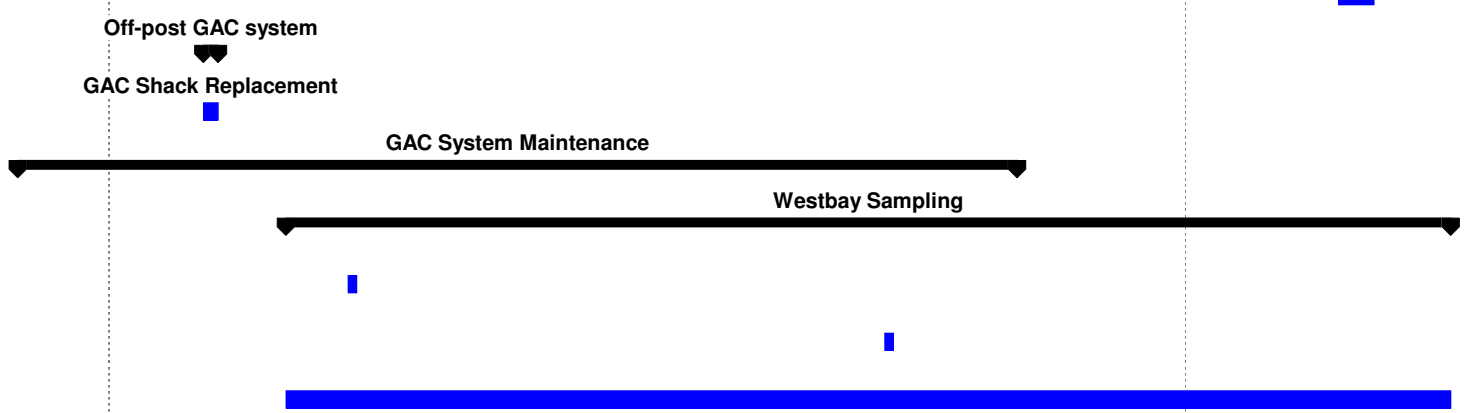 Off-post GAC system
GAC Shack Replacement
GAC System Maintenance
Westbay Sampling